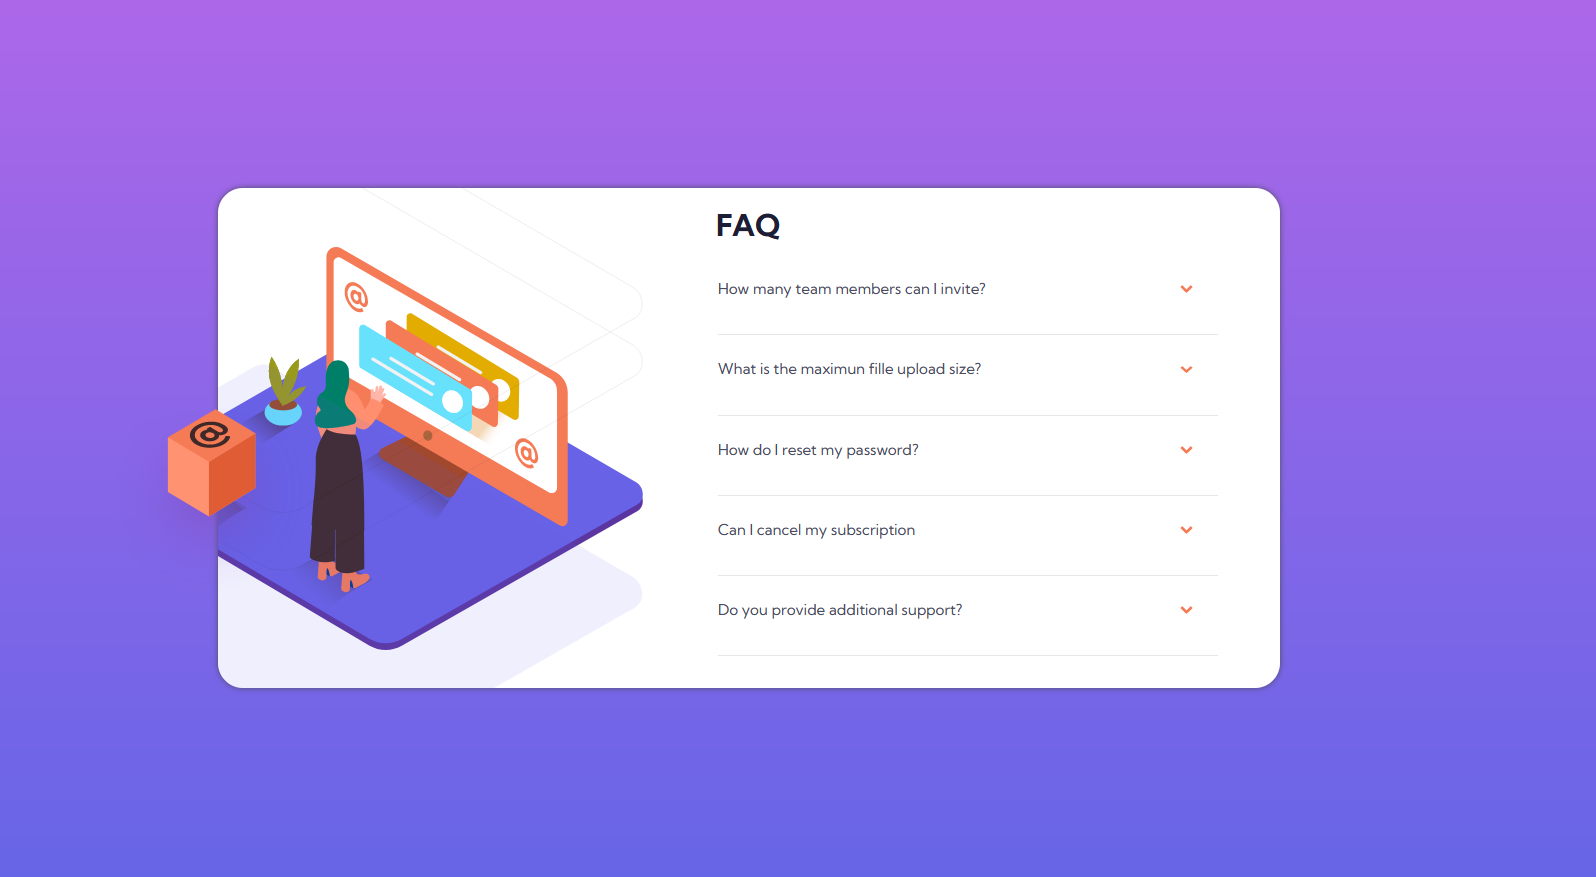 FAQ
How many team members can I invite?
What is the maximun fille upload size?
How do I reset my password?
Can I cancel my subscription
Do you provide additional support?
@
@
@